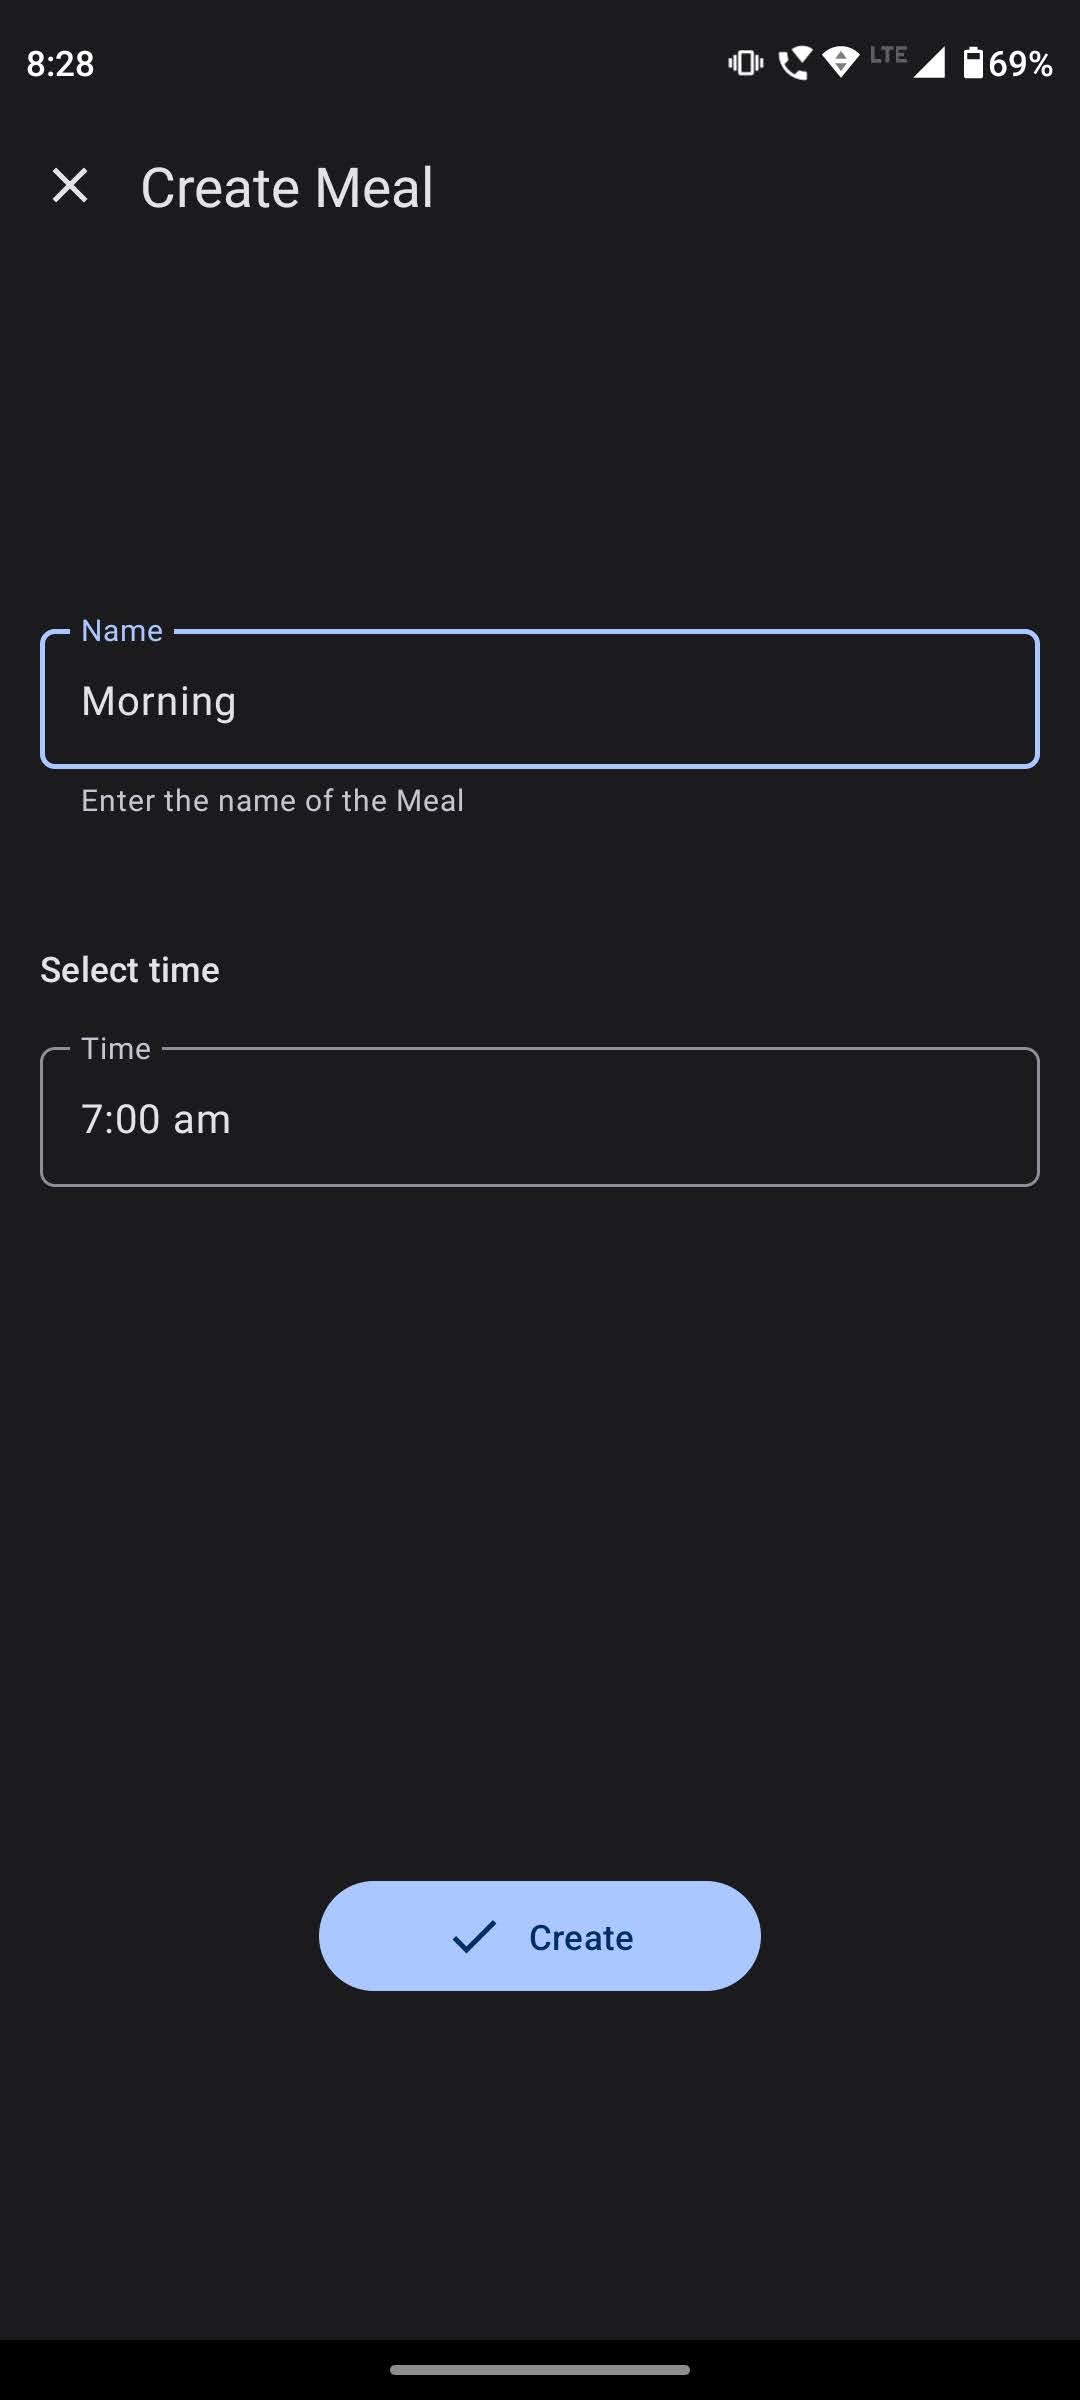 8:28
LTE
69%
Create Meal
Name
Morning
Enter the name of the Meal
Select time
Time
7:00 am
Create